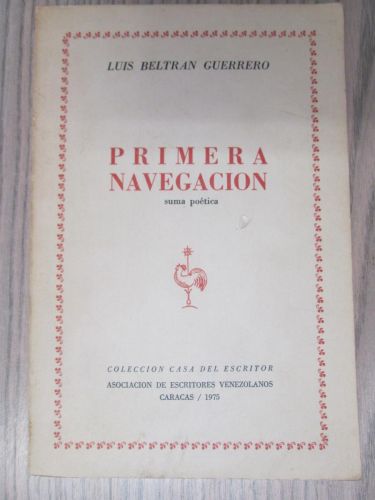 LUIS BELTRAN GUERRERO
PRIMERA
NAVEGACION
suma poética
COLECCION CASA DEL ESCRITOR
ASOCIACION DE ESCRITORES VENEZOLANOS
CARACAS / 1975